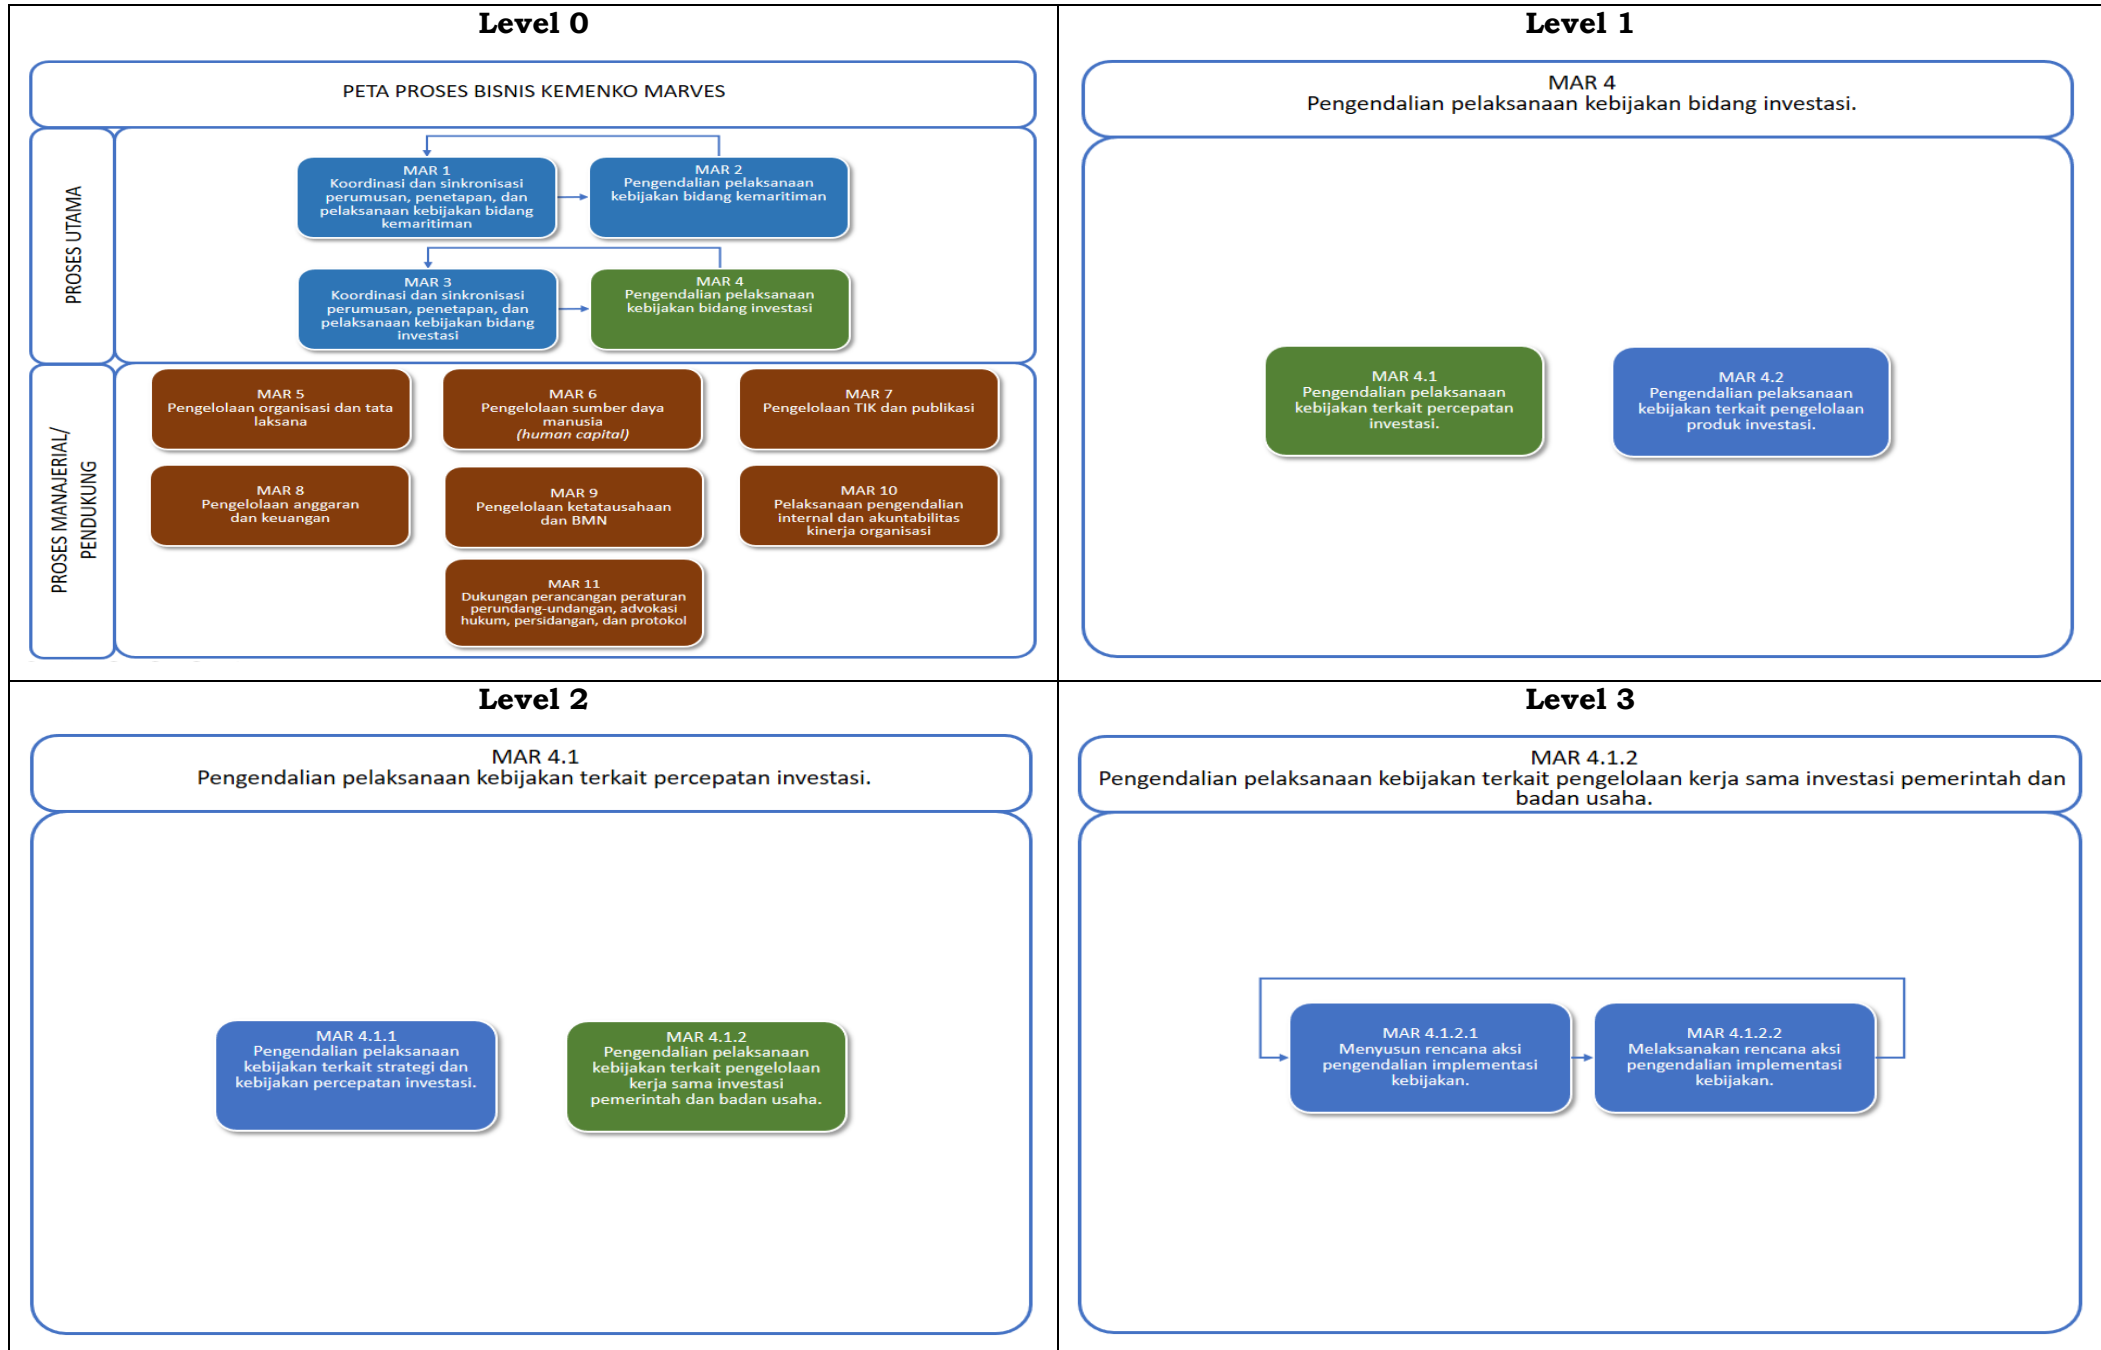 Level 0
PETA PROSES BISNIS KEMENKO MARVES
PROSES UTAMA
MAR 1
Koordinasi dan sinkronisasi
perumusan, penetapan, dan
pelaksanaan kebijakan bidang
kemaritiman
MAR 2
Pengendalian pelaksanaan
kebijakan bidang kemaritiman
MAR 3
Koordinasi dan sinkronisasi
perumusan, penetapan, dan
pelaksanaan kebijakan bidang
investasi
MAR 4
Pengendalian pelaksanaan
kebijakan bidang investasi
PROSES MANAJERIAL/
PENDUKUNG
MAR 5
Pengelolaan organisasi dan tata
laksana
MAR 6
Pengelolaan sumber daya
manusia
(human capital)
MAR 7
Pengelolaan TIK dan publikasi
MAR 8
Pengelolaan anggaran
dan keuangan
MAR 9
Pengelolaan ketatausahaan
dan BMN
MAR 10
Pelaksanaan pengendalian
internal dan akuntabilitas
kinerja organisasi
MAR 11
Dukungan perancangan peraturan
perundang-undangan, advokasi
hukum, persidangan, dan protokol
Level 1
MAR 4
Pengendalian pelaksanaan kebijakan bidang investasi.
MAR 4.1
Pengendalian pelaksanaan
kebijakan terkait percepatan
investasi.
MAR 4.2
Pengendalian pelaksanaan
kebijakan terkait pengelolaan
produk investasi.
Level 2
MAR 4.1
Pengendalian pelaksanaan kebijakan terkait percepatan investasi.
MAR 4.1.1
Pengendalian pelaksanaan
kebijakan terkait strategi dan
kebijakan percepatan investasi.
MAR 4.1.2
Pengendalian pelaksanaan
kebijakan terkait pengelolaan
kerja sama investasi
pemerintah dan badan usaha.
Level 3
MAR 4.1.2
Pengendalian pelaksanaan kebijakan terkait pengelolaan kerja sama investasi pemerintah dan
badan usaha.
MAR 4.1.2.1
Menyusun rencana aksi
pengendalian implementasi
kebijakan.
MAR 4.1.2.2
Melaksanakan rencana aksi
pengendalian implementasi
kebijakan.